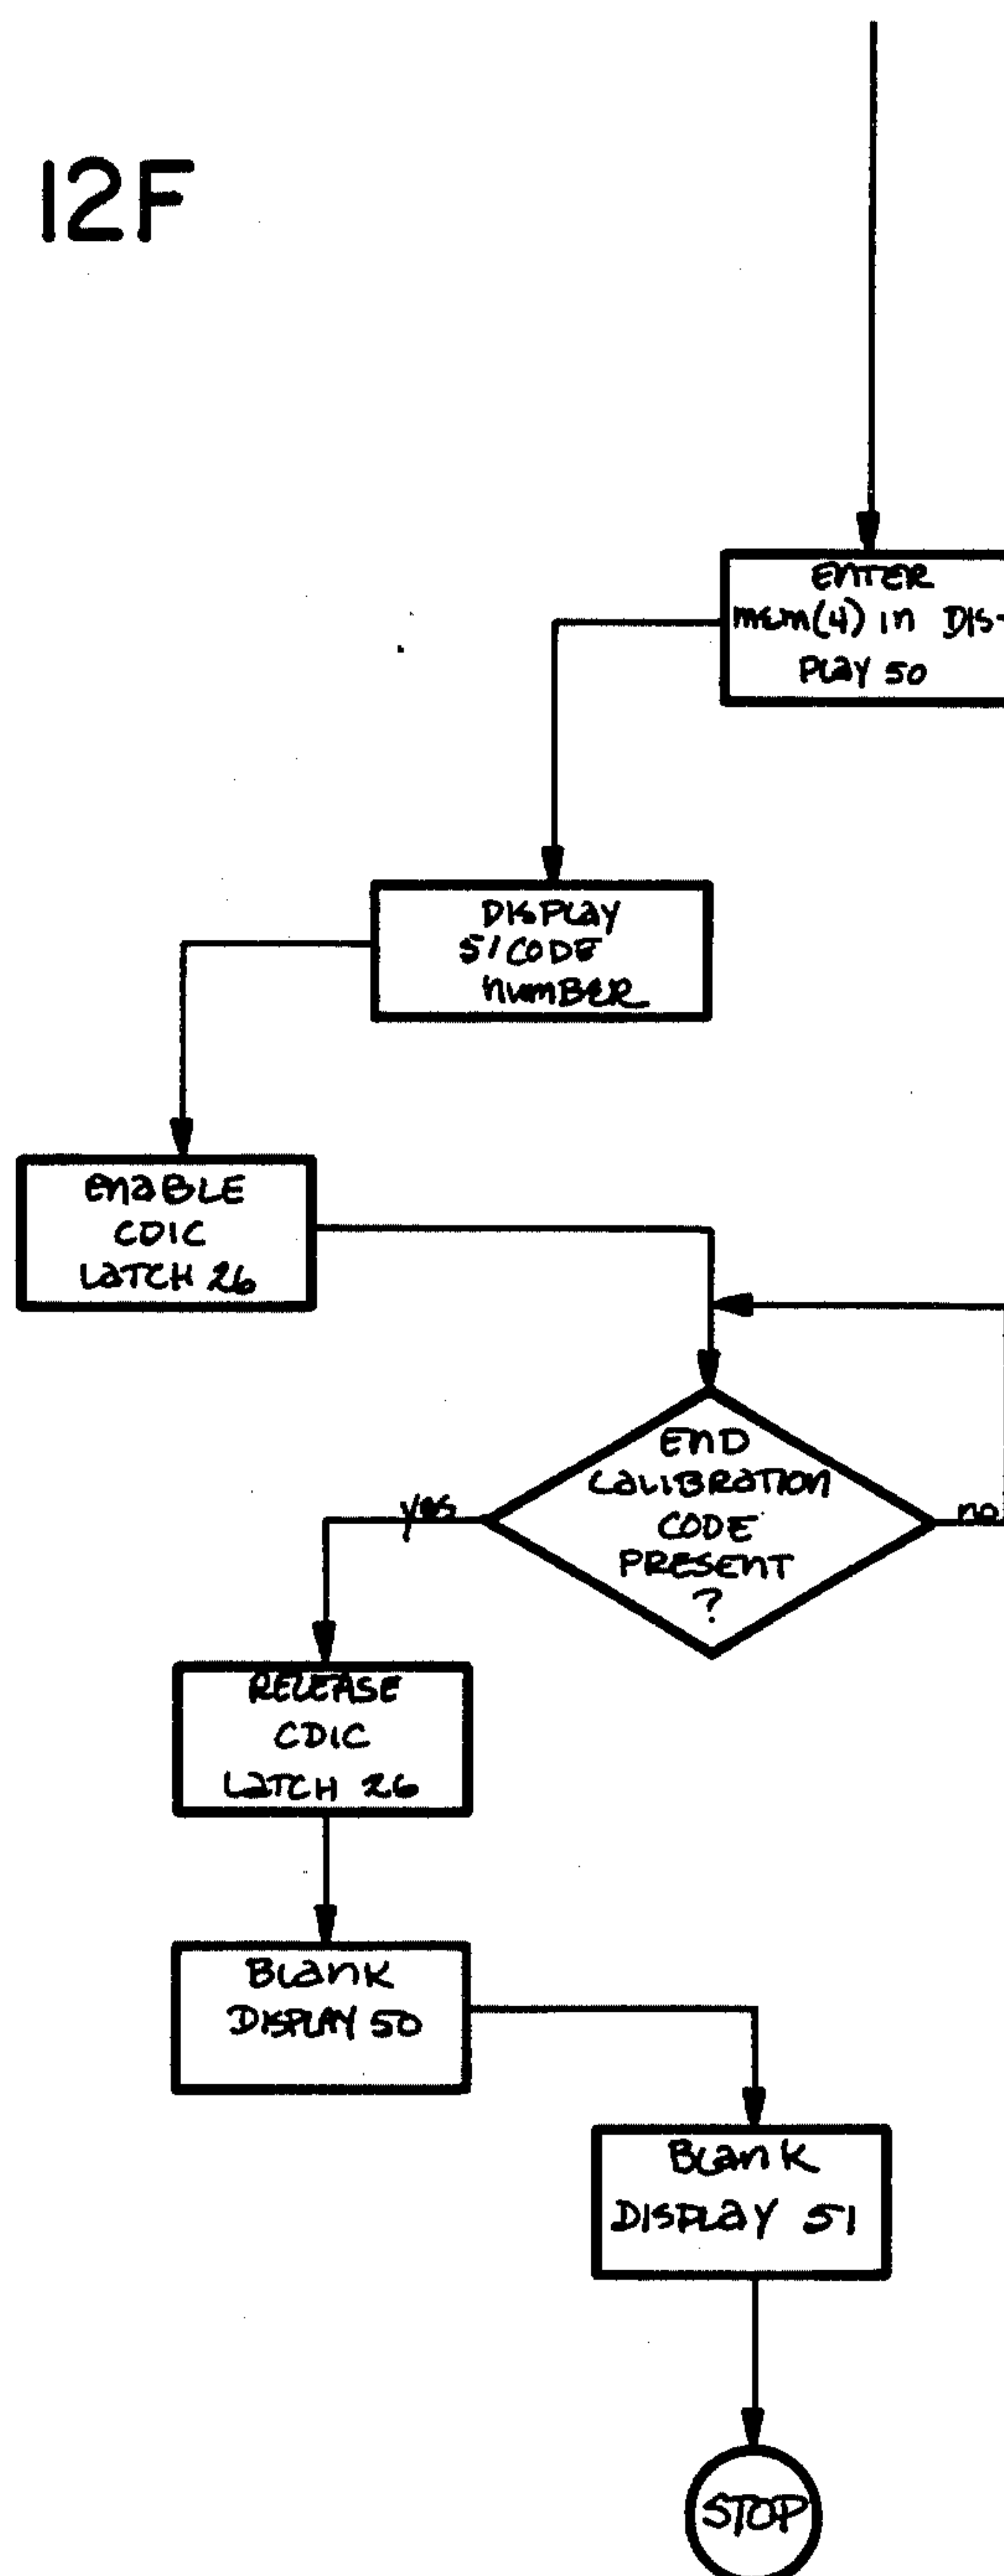 12F
ENTER
MEM(4) IN DIS-
PLAY 50
DISPLAY
51 CODE
NUMBER
ENABLE
CDIC
LATCH 26
END
CALIBRATION
CODE
PRESENT
?
yes
no
RELEASE
CDIC
LATCH 26
BLANK
DISPLAY 50
BLANK
DISPLAY 51
STOP